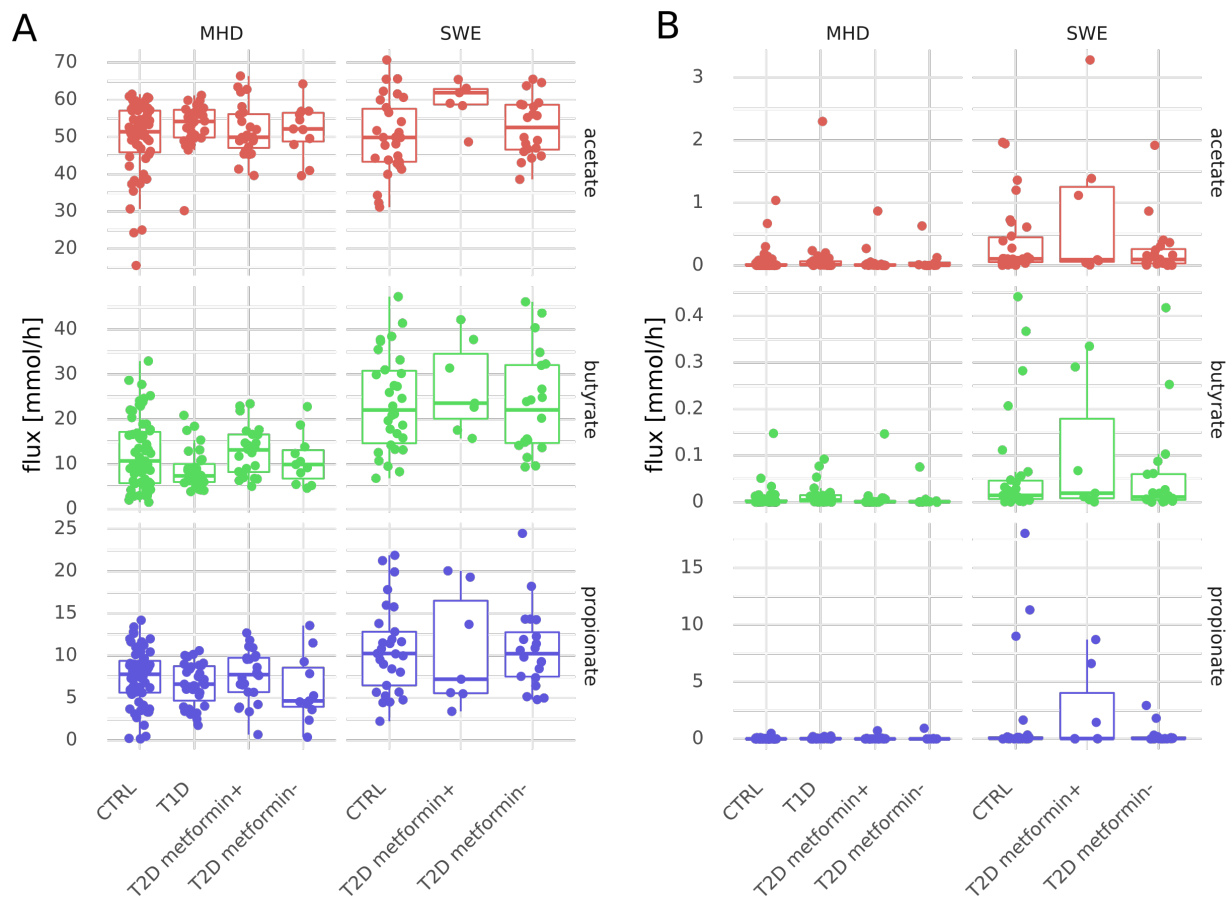 A
MHD
SWE
flux [mmol/h]
70
60
50
40
30
20
acetate
40
30
20
10
0
butyrate
25
20
15
10
5
0
propionate
CTRL
T1D
T2D metformin+
T2D metformin-
CTRL
T2D metformin+
T2D metformin-
B
MHD
SWE
flux [mmol/h]
3
2
1
0
acetate
0.4
0.3
0.2
0.1
0
butyrate
15
10
5
0
propionate
CTRL
T1D
T2D metformin+
T2D metformin-
CTRL
T2D metformin+
T2D metformin-